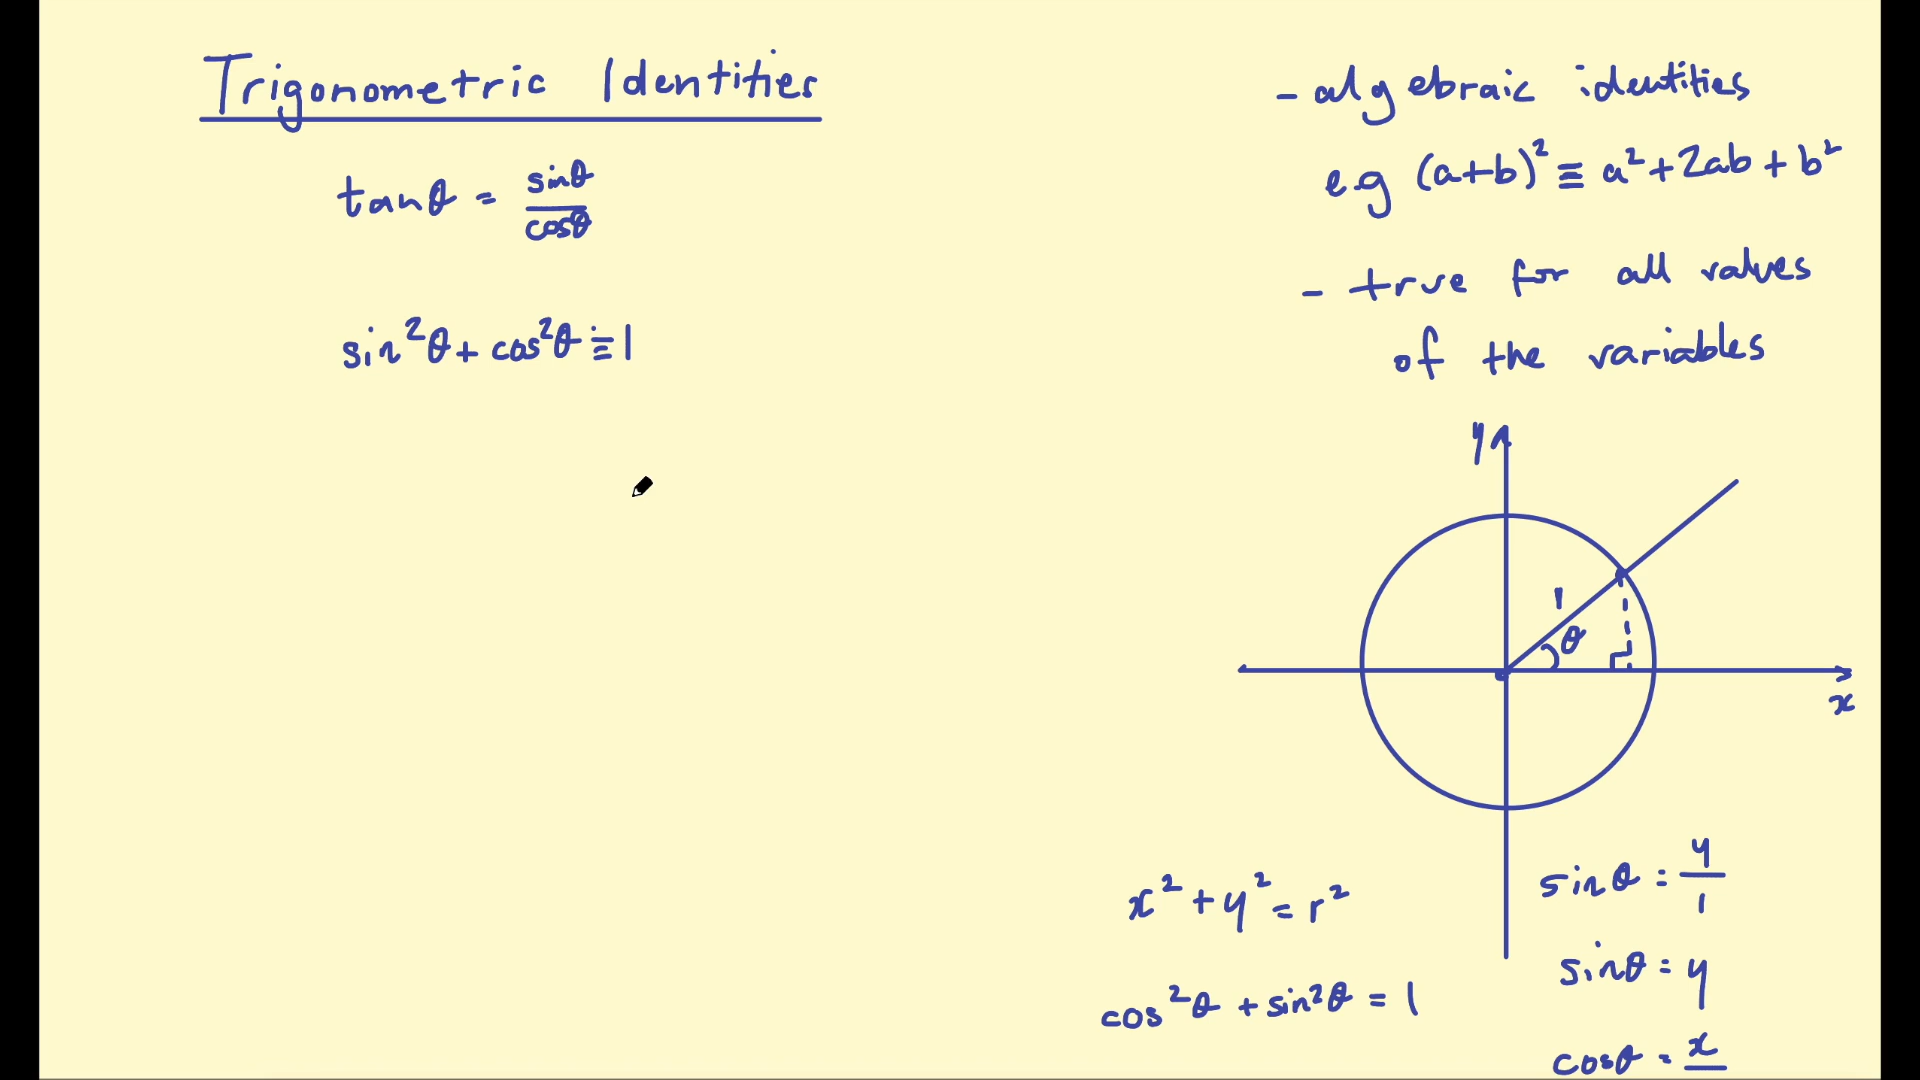 Trigonometric Identities
tanθ = sinθ/cosθ
sin²θ + cos²θ ≡ 1
- algebraic identities
eg (a+b)² ≡ a² + 2ab + b²
- true for all values
of the variables
y
1
θ
x
x² + y² = r²
cos²θ + sin²θ = 1
sinθ = y/1
sinθ = y
cosθ = x